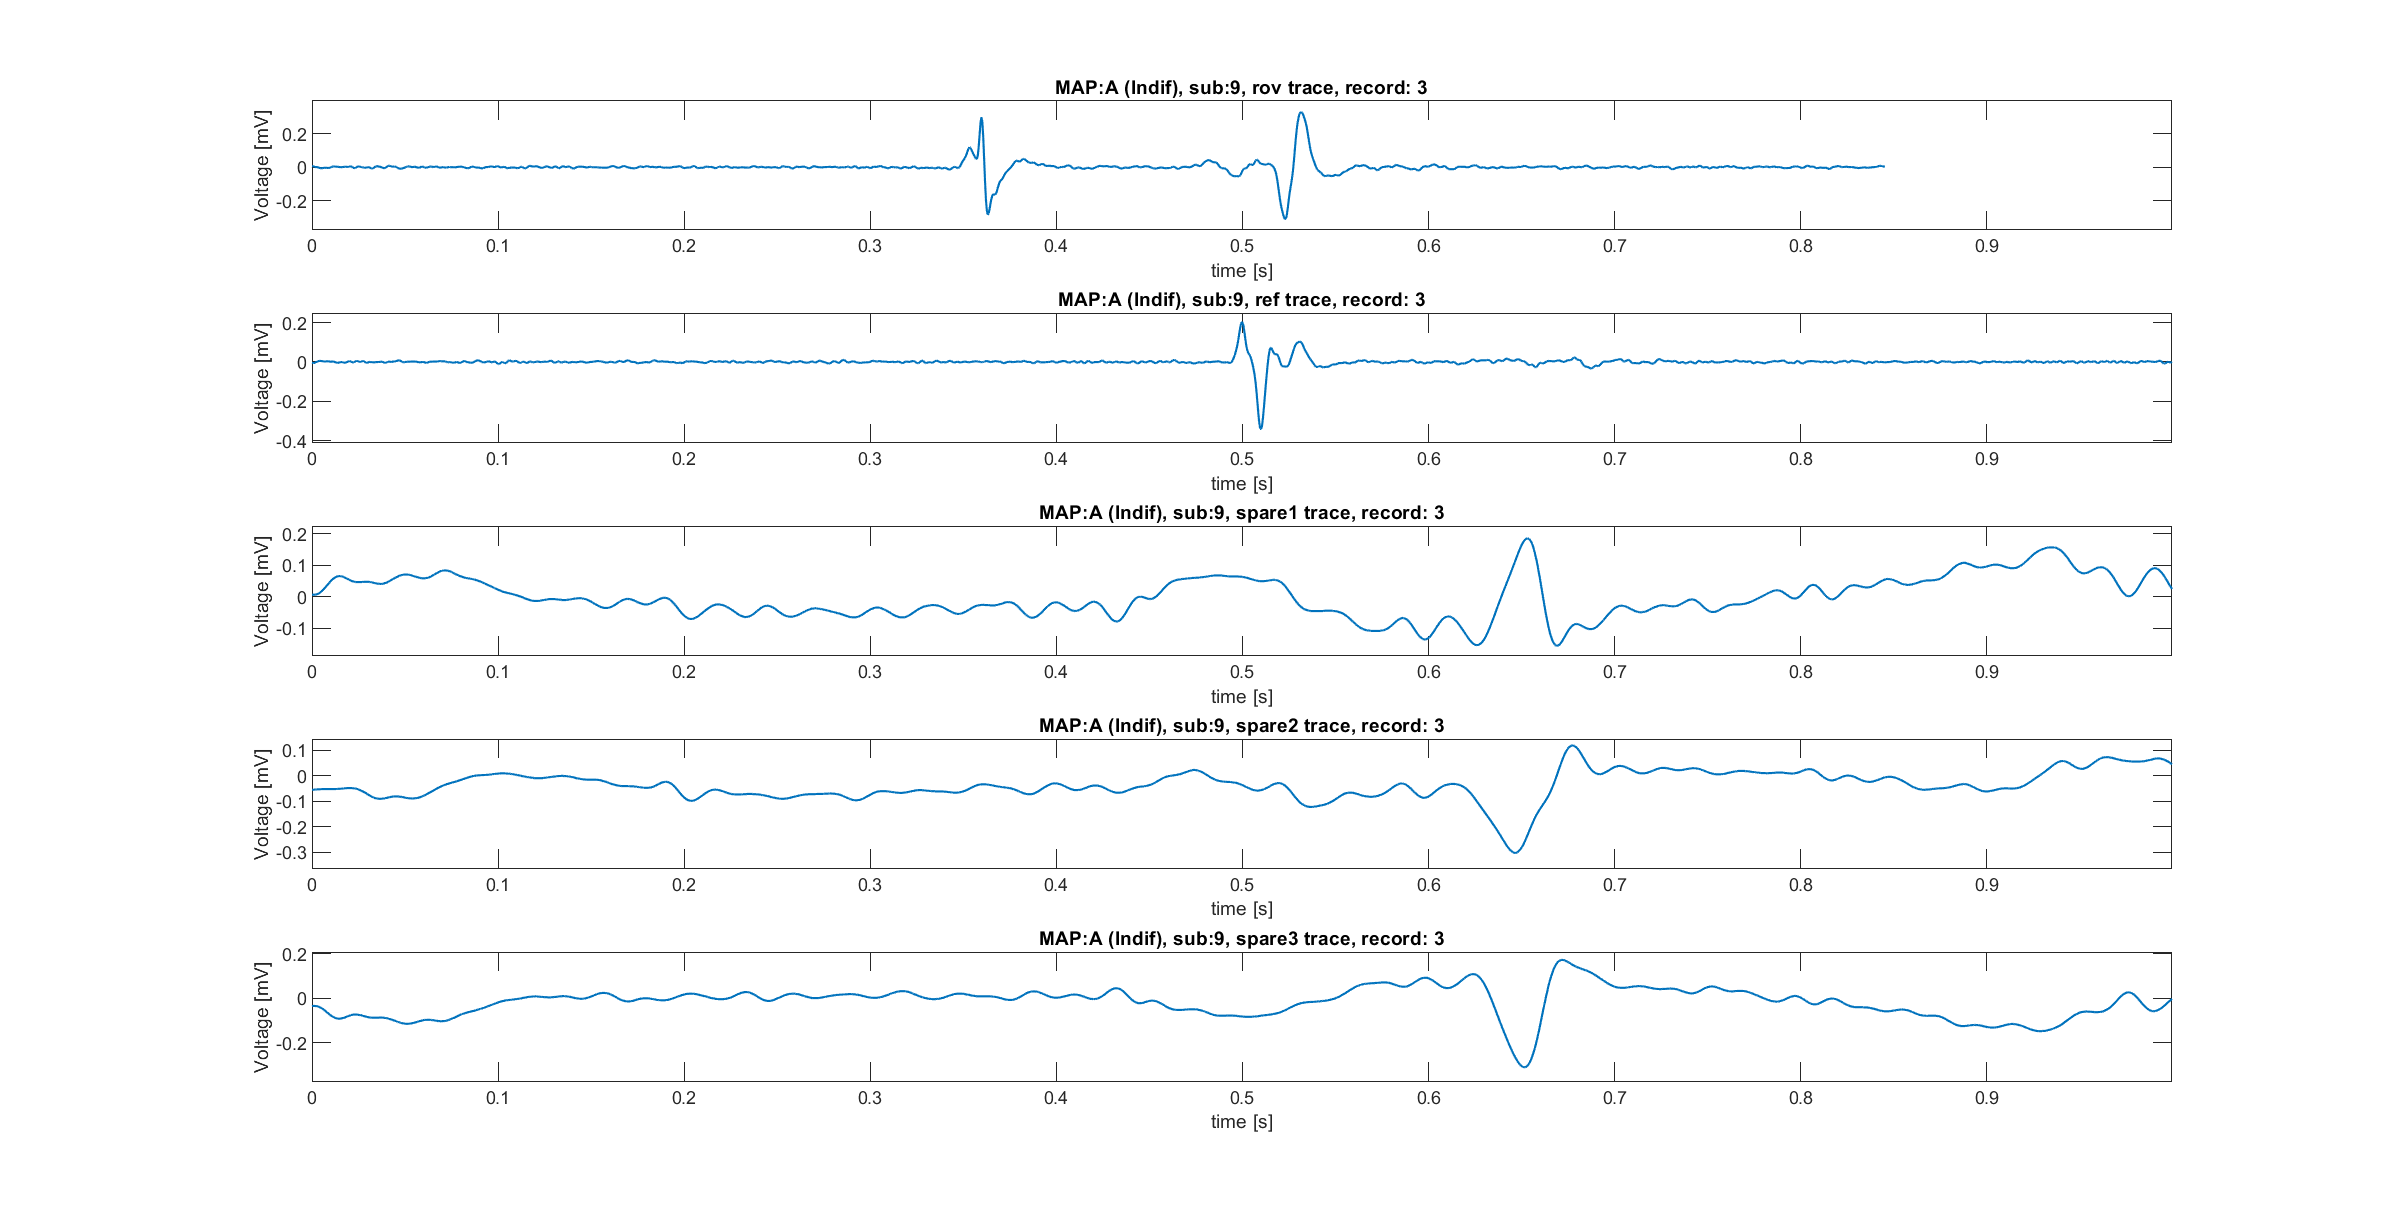 MAP:A (Indif), sub:9, rov trace, record: 3
Voltage [mV]
0.2
0
-0.2
0 0.1 0.2 0.3 0.4 0.5 0.6 0.7 0.8 0.9
time [s]
MAP:A (Indif), sub:9, ref trace, record: 3
Voltage [mV]
0.2
0
-0.2
-0.4
0 0.1 0.2 0.3 0.4 0.5 0.6 0.7 0.8 0.9
time [s]
MAP:A (Indif), sub:9, spare1 trace, record: 3
Voltage [mV]
0.2
0.1
0
-0.1
0 0.1 0.2 0.3 0.4 0.5 0.6 0.7 0.8 0.9
time [s]
MAP:A (Indif), sub:9, spare2 trace, record: 3
Voltage [mV]
0.1
0
-0.1
-0.2
-0.3
0 0.1 0.2 0.3 0.4 0.5 0.6 0.7 0.8 0.9
time [s]
MAP:A (Indif), sub:9, spare3 trace, record: 3
Voltage [mV]
0.2
0
-0.2
0 0.1 0.2 0.3 0.4 0.5 0.6 0.7 0.8 0.9
time [s]